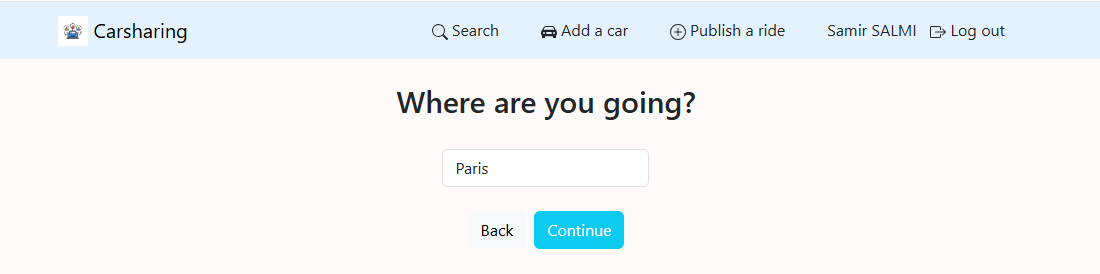 Carsharing Search Add a car Publish a ride Samir SALMI Log out
Where are you going?
Paris
Back Continue